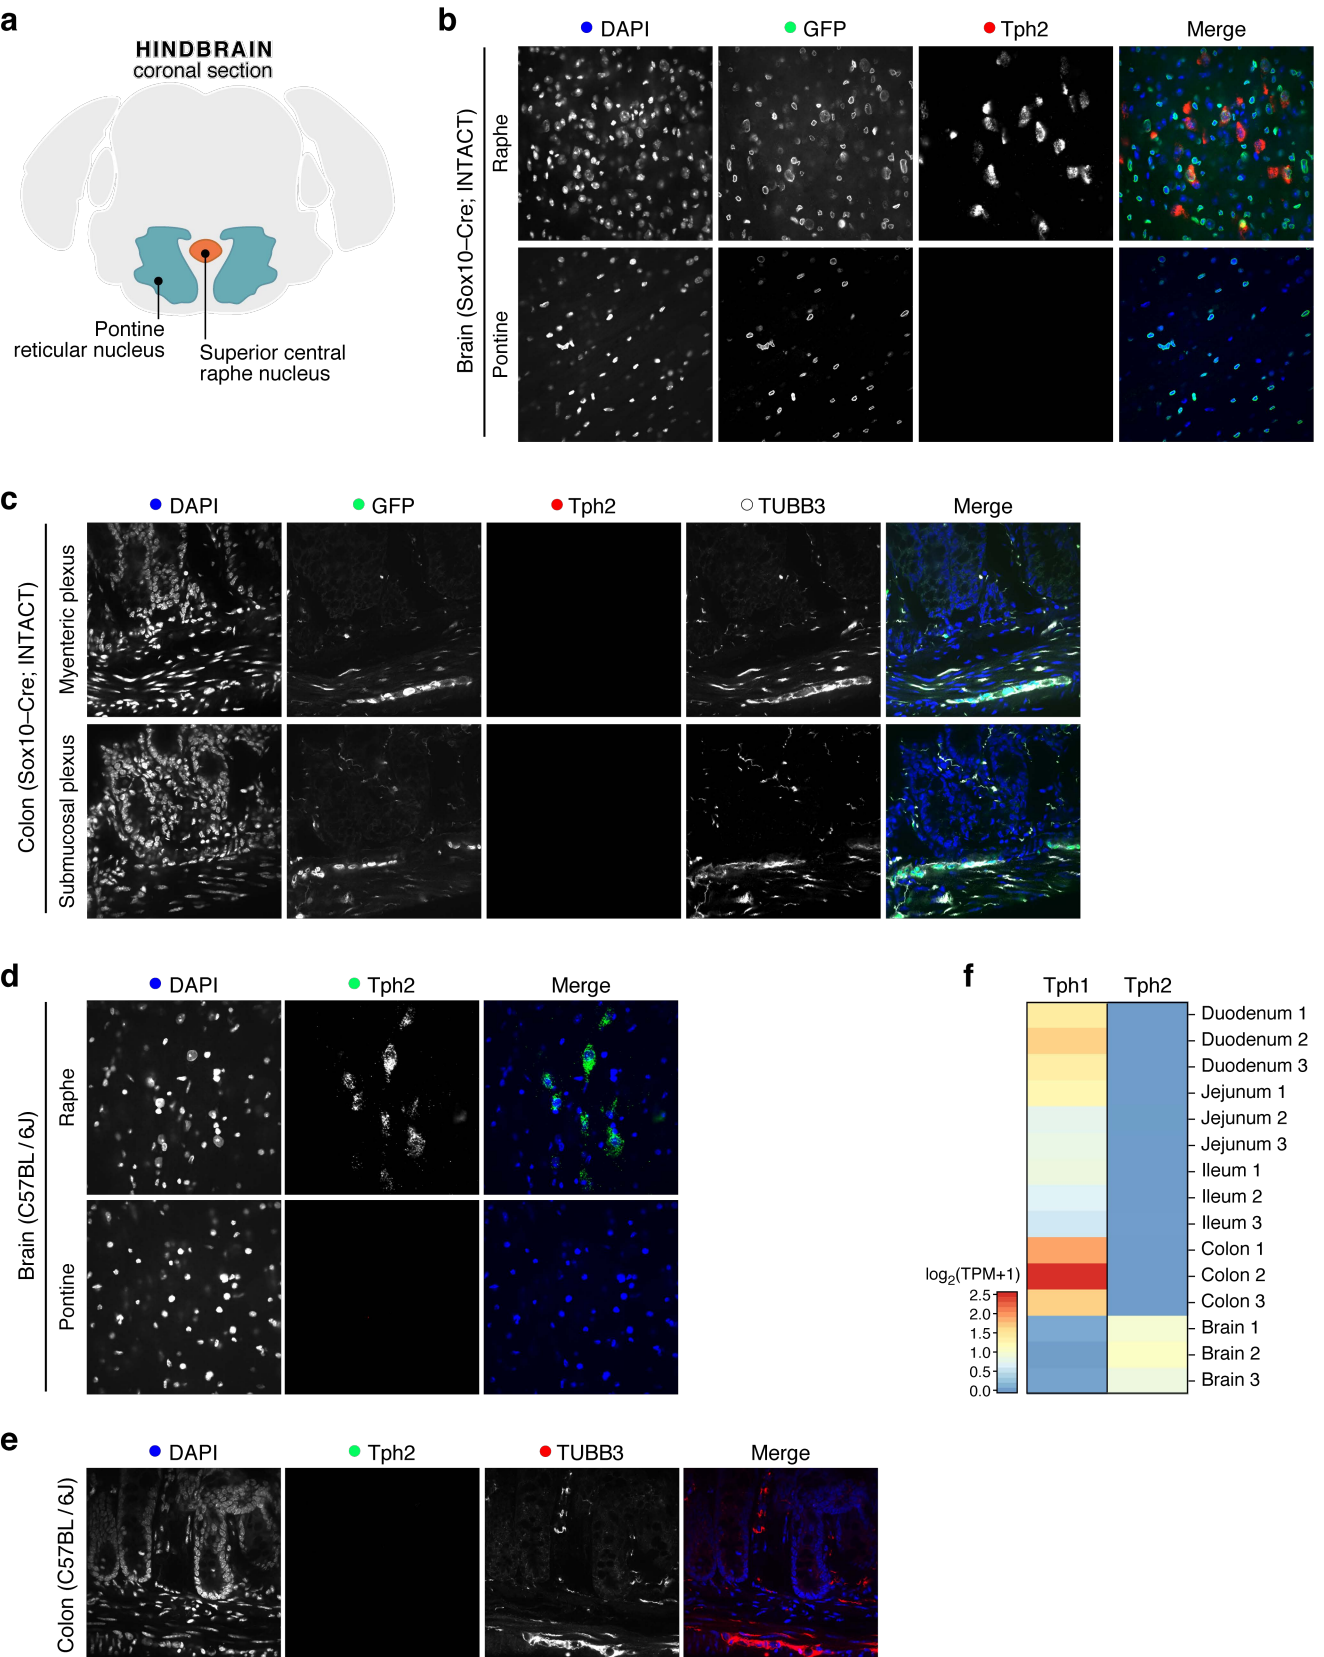 a
HINDBRAIN
coronal section
Pontine
reticular nucleus
Superior central
raphe nucleus
b
DAPI GFP Tph2 Merge
Brain (Sox10–Cre; INTACT)
Raphe
Pontine
c
DAPI GFP Tph2 TUBB3 Merge
Colon (Sox10–Cre; INTACT)
Myenteric plexus
Submucosal plexus
d
DAPI Tph2 Merge
Brain (C57BL / 6J)
Raphe
Pontine
e
DAPI Tph2 TUBB3 Merge
Colon (C57BL / 6J)
f
Tph1 Tph2
Duodenum 1
Duodenum 2
Duodenum 3
Jejunum 1
Jejunum 2
Jejunum 3
Ileum 1
Ileum 2
Ileum 3
Colon 1
Colon 2
Colon 3
Brain 1
Brain 2
Brain 3
log2(TPM+1)
2.5
2.0
1.5
1.0
0.5
0.0